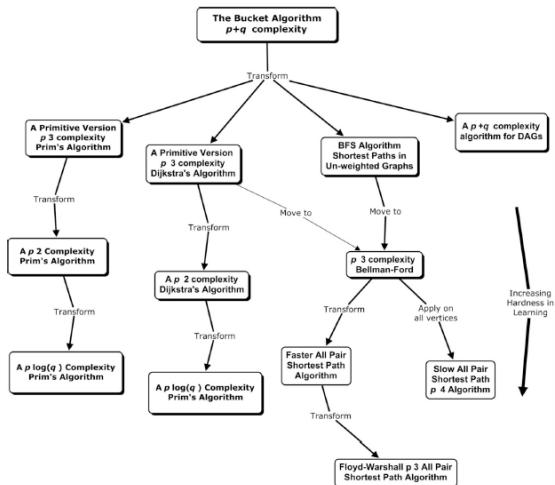 The Bucket Algorithm
p+q complexity
Transform
A Primitive Version
p 3 complexity
Prim's Algorithm
A Primitive Version
p 3 complexity
Dijkstra's Algorithm
BFS Algorithm
Shortest Paths in
Un-weighted Graphs
A p+q complexity
algorithm for DAGs
Transform
Transform
Move to
Move to
A p 2 Complexity
Prim's Algorithm
A p 2 complexity
Dijkstra's Algorithm
p 3 complexity
Bellman-Ford
Increasing
Hardness in
Learning
Transform
Transform
Transform
Apply on
all vertices
A p log(q) Complexity
Prim's Algorithm
A p log(q) Complexity
Prim's Algorithm
Faster All Pair
Shortest Path
Algorithm
Slow All Pair
Shortest Path
p 4 Algorithm
Transform
Floyd-Warshall p 3 All Pair
Shortest Path Algorithm